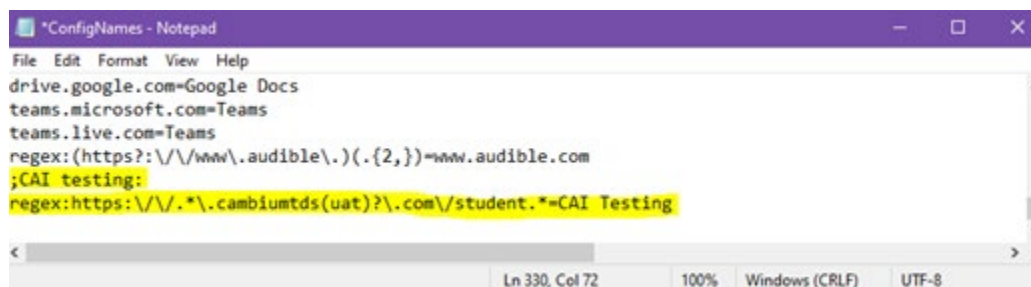 *ConfigNames - Notepad
File Edit Format View Help
drive.google.com=Google Docs
teams.microsoft.com=Teams
teams.live.com=Teams
regex:(https?:\/\/www\.audible\.)(.{2,})=www.audible.com
;CAI testing:
regex:https:\/\/.*\.cambiumtds(uat)?\.com\/student.*=CAI Testing
Ln 330, Col 72 100% Windows (CRLF) UTF-8